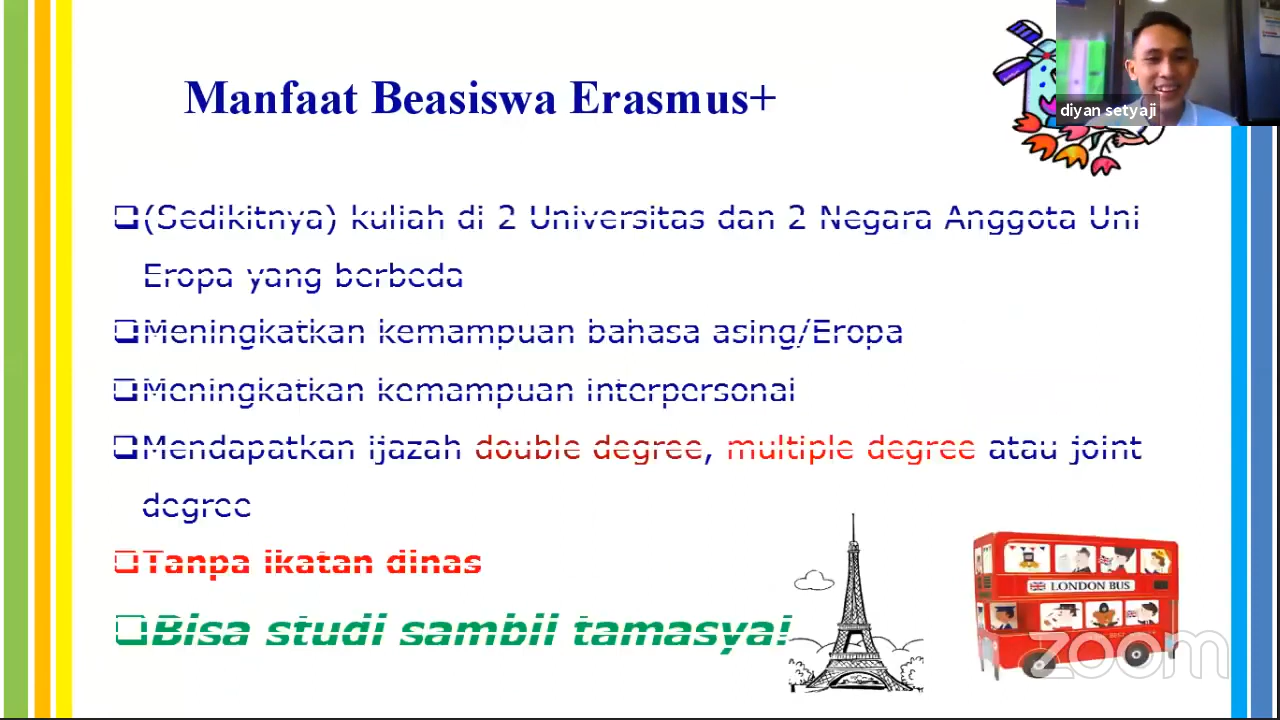 Manfaat Beasiswa Erasmus+
diyan setyaji
❑(Sedikitnya) kuliah di 2 Universitas dan 2 Negara Anggota Uni
Eropa yang berbeda
❑Meningkatkan kemampuan bahasa asing/Eropa
❑Meningkatkan kemampuan interpersonal
❑Mendapatkan ijazah double degree, multiple degree atau joint
degree
❑Tanpa ikatan dinas
❑Bisa studi sambil tamasya!
LONDON BUS
zoom